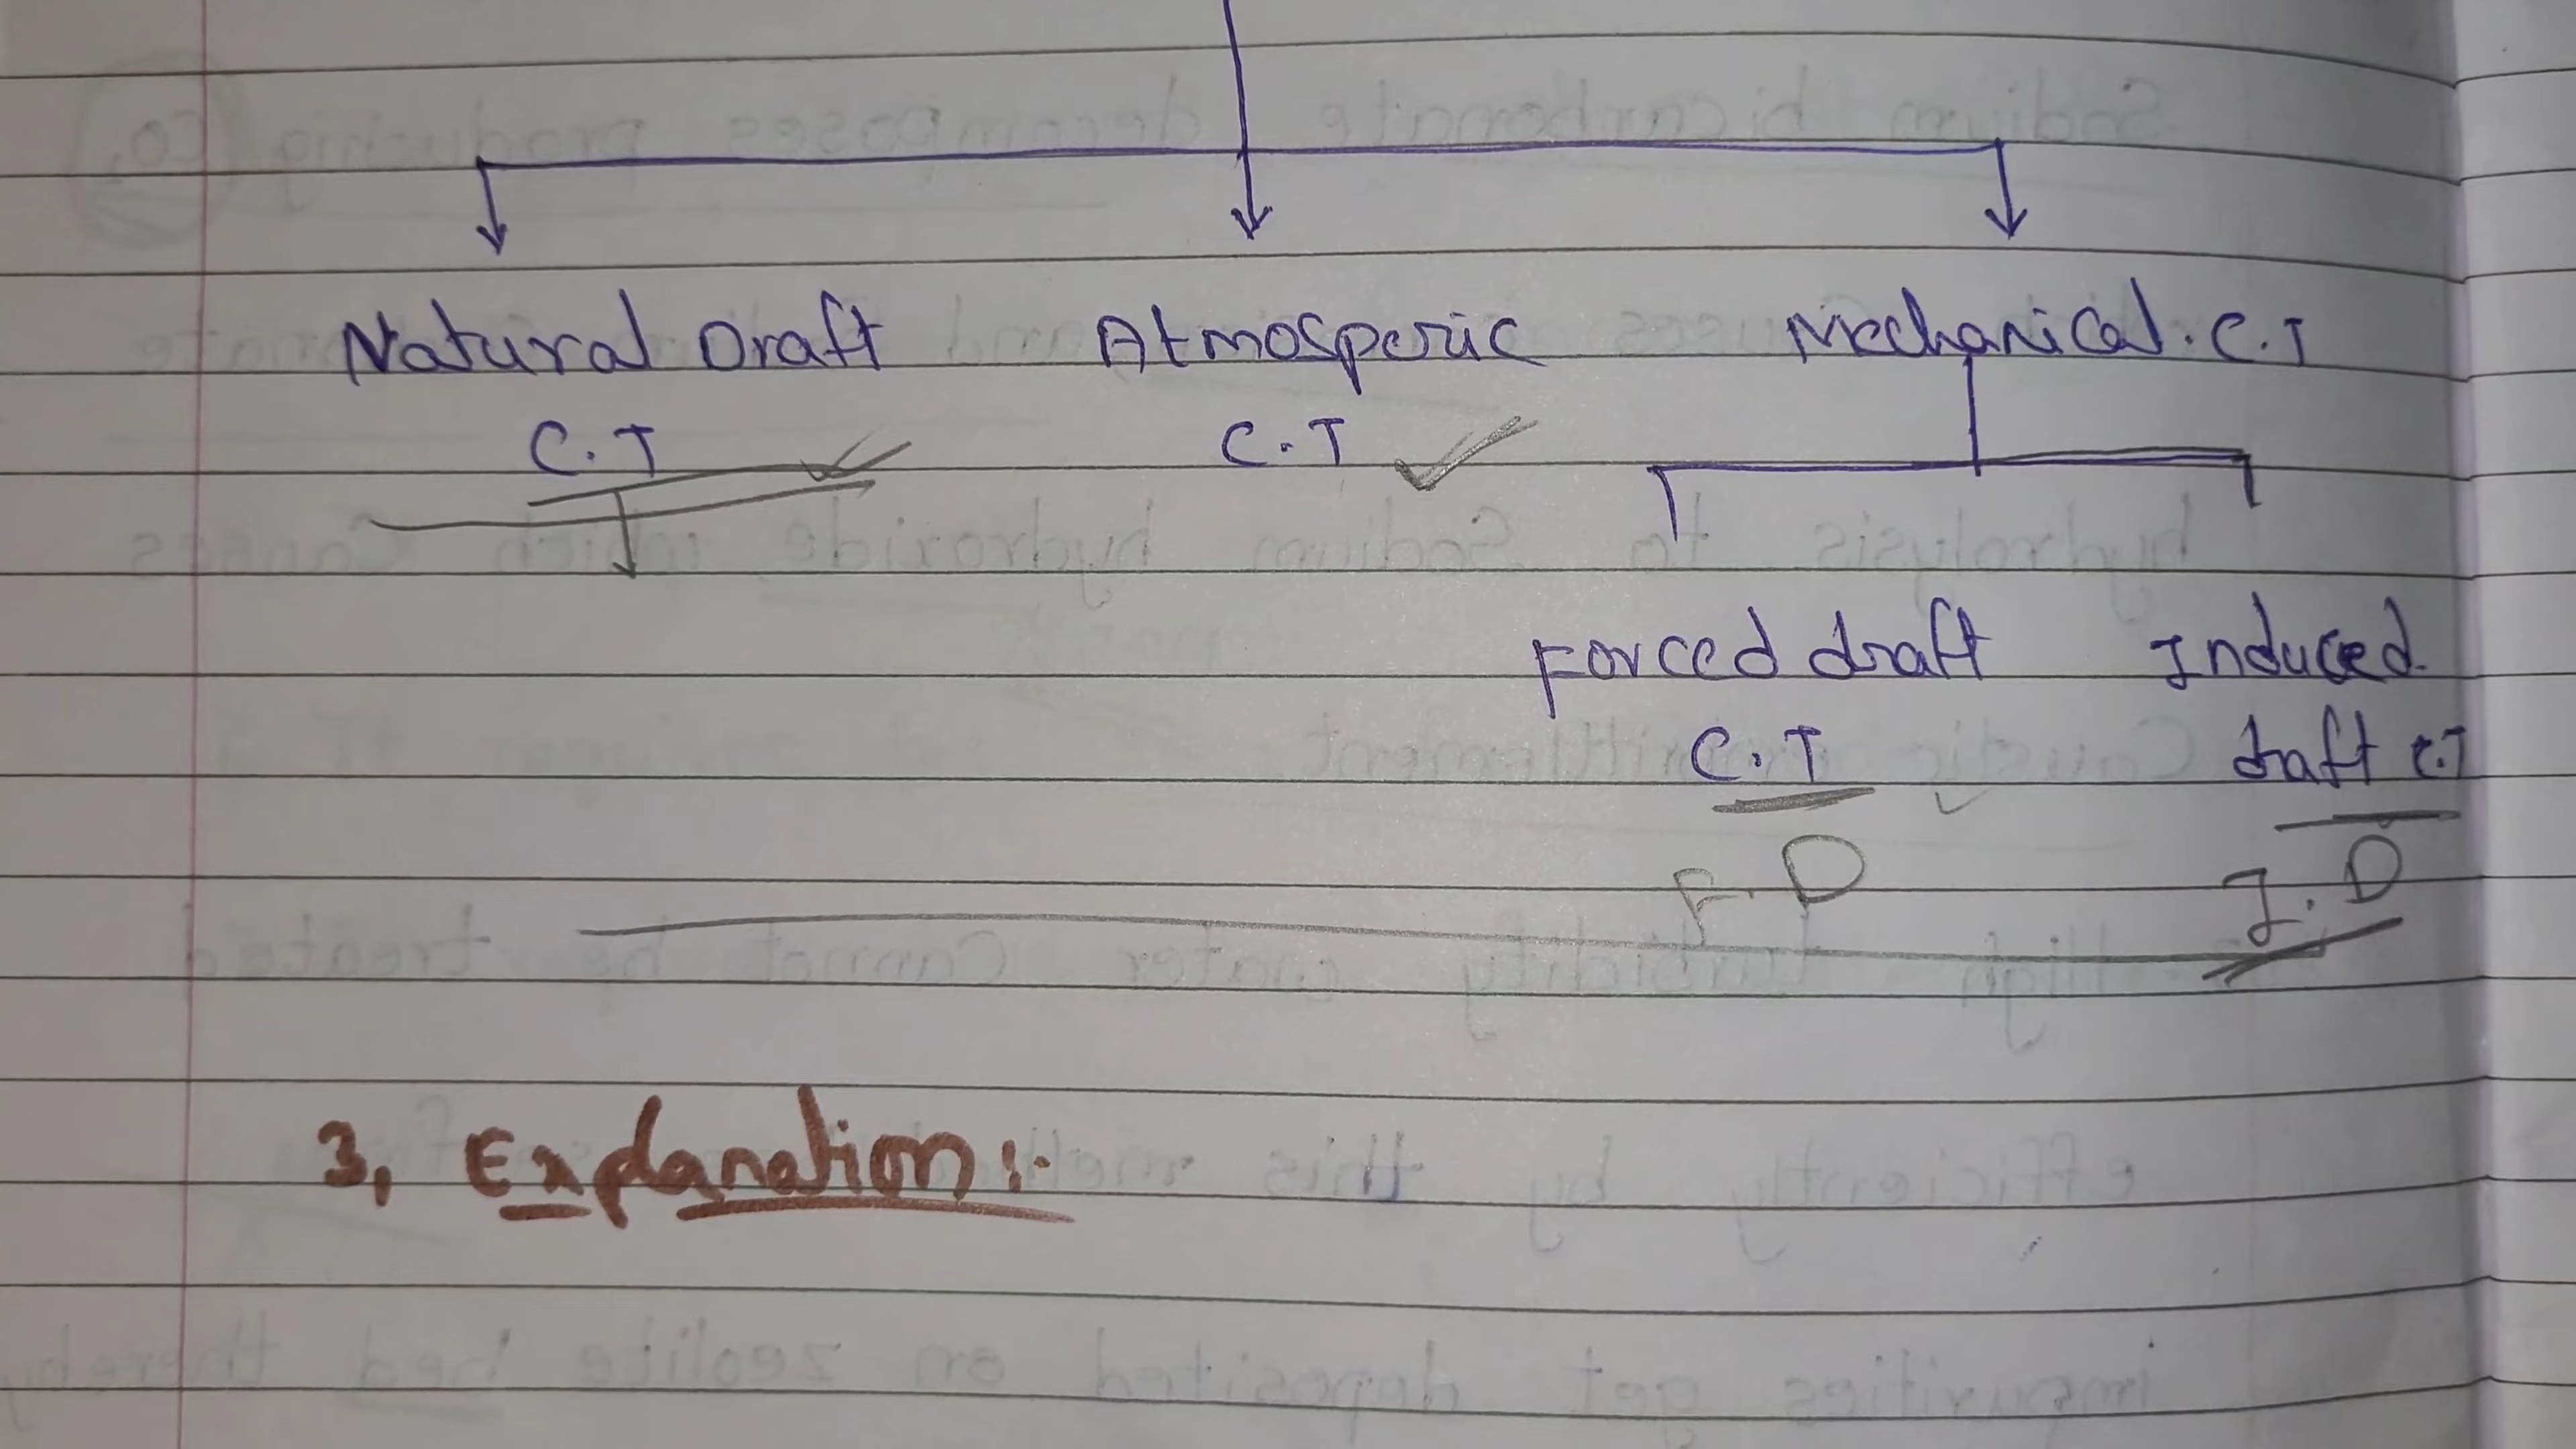 Natural Draft Atmosperic Mechanical. C.T
C.T C.T
Forced draft Induced
C.T draft C.T
F.D I.D
3, Explanation :-